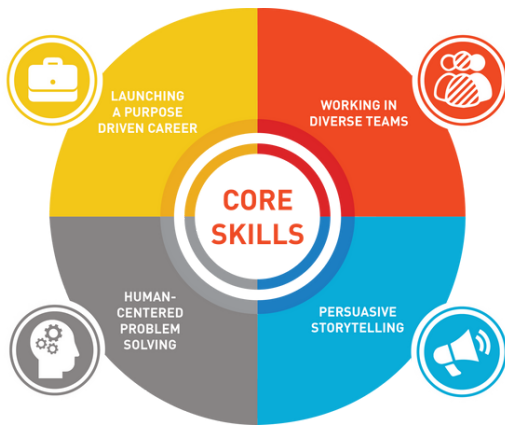 LAUNCHING
A PURPOSE
DRIVEN CAREER
WORKING IN
DIVERSE TEAMS
CORE
SKILLS
HUMAN-
CENTERED
PROBLEM
SOLVING
PERSUASIVE
STORYTELLING